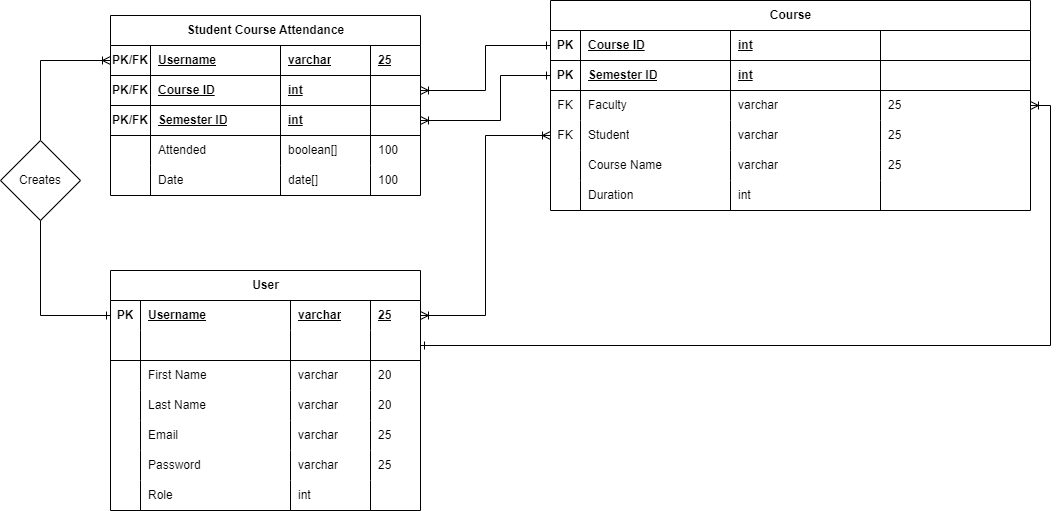 Student Course Attendance
PK/FK Username varchar 25
PK/FK Course ID int
PK/FK Semester ID int
Attended boolean[] 100
Date date[] 100
Course
PK Course ID int
PK Semester ID int
FK Faculty varchar 25
FK Student varchar 25
Course Name varchar 25
Duration int
Creates
User
PK Username varchar 25
First Name varchar 20
Last Name varchar 20
Email varchar 25
Password varchar 25
Role int